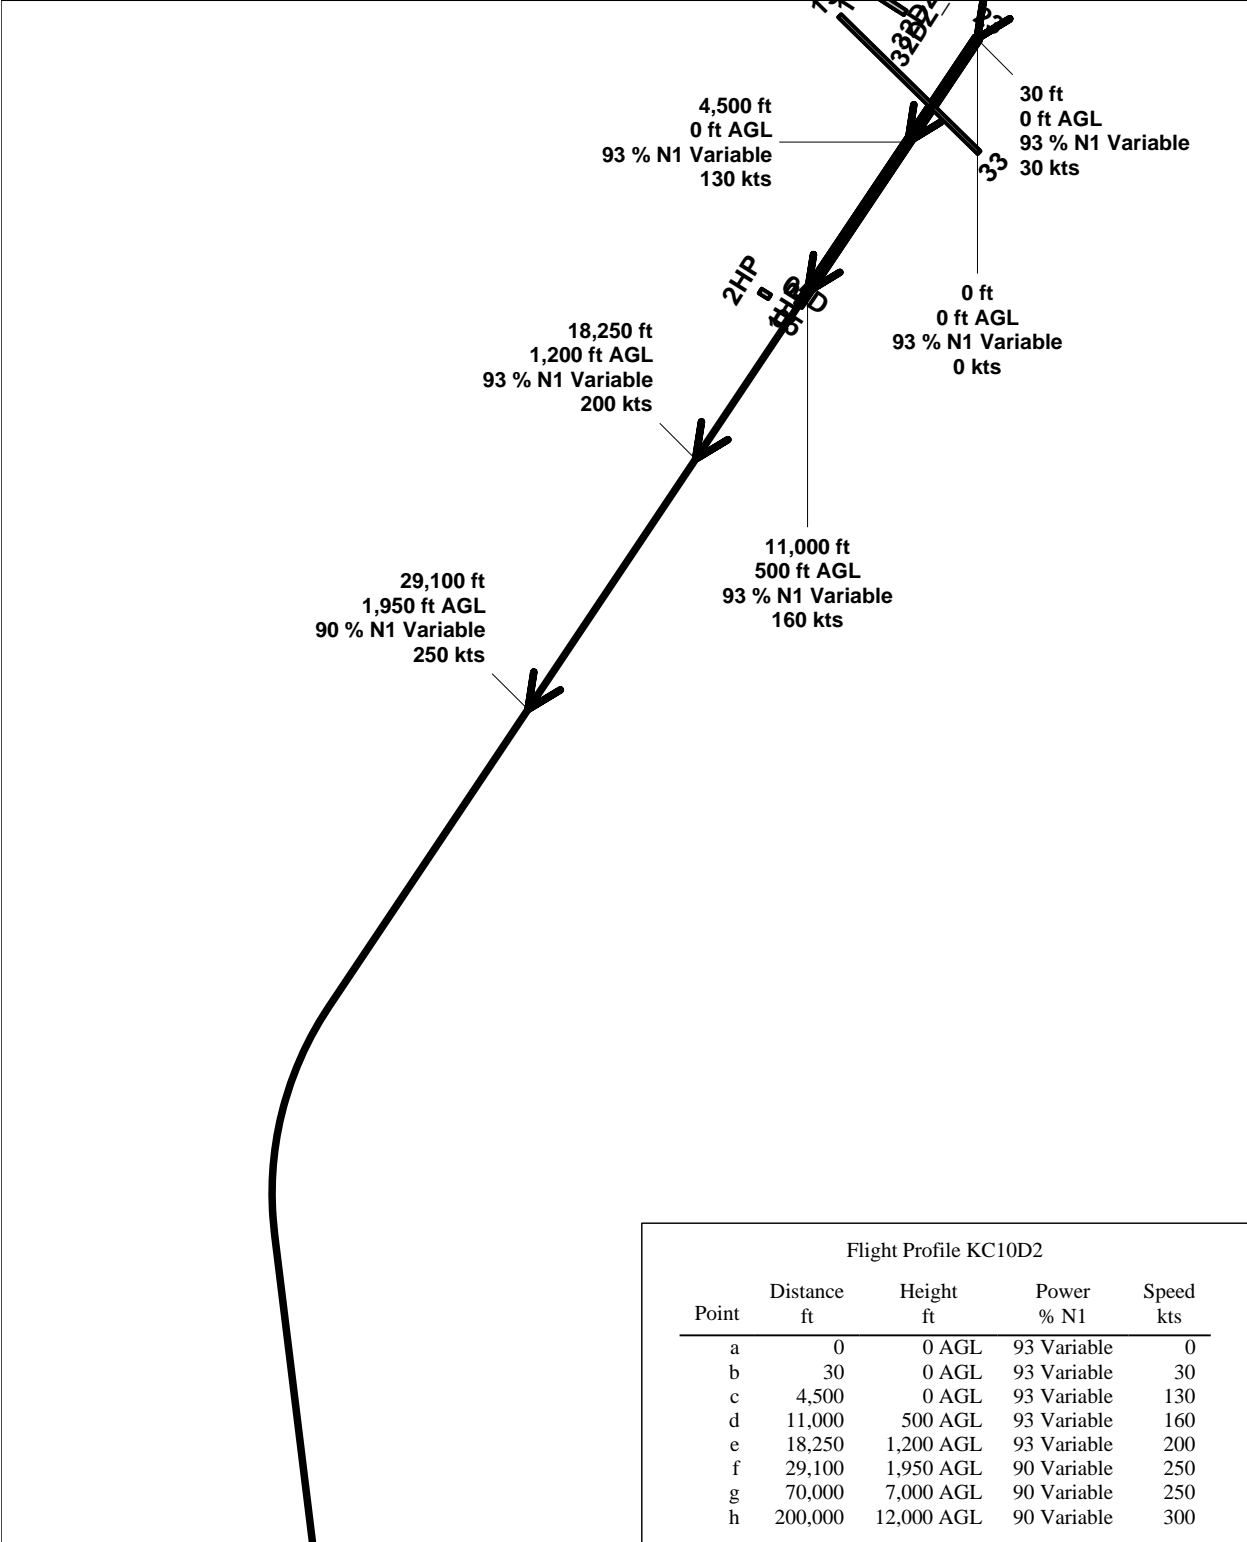 32D2
30 ft
0 ft AGL
93 % N1 Variable
30 kts
4,500 ft
0 ft AGL
93 % N1 Variable
130 kts
33
2HP
0 ft
0 ft AGL
93 % N1 Variable
0 kts
18,250 ft
1,200 ft AGL
93 % N1 Variable
200 kts
11,000 ft
500 ft AGL
93 % N1 Variable
160 kts
29,100 ft
1,950 ft AGL
90 % N1 Variable
250 kts
Flight Profile KC10D2
Distance Height Power Speed
Point ft ft % N1 kts
a 0 0 AGL 93 Variable 0
b 30 0 AGL 93 Variable 30
c 4,500 0 AGL 93 Variable 130
d 11,000 500 AGL 93 Variable 160
e 18,250 1,200 AGL 93 Variable 200
f 29,100 1,950 AGL 90 Variable 250
g 70,000 7,000 AGL 90 Variable 250
h 200,000 12,000 AGL 90 Variable 300